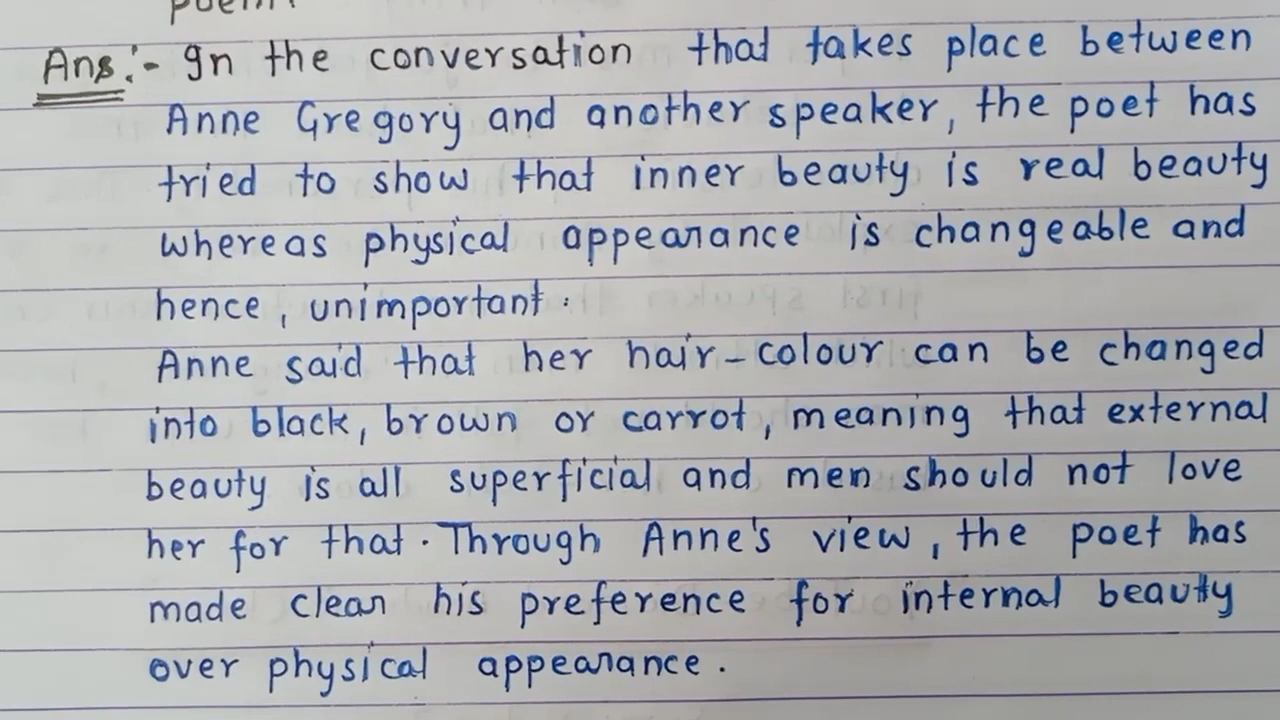 poem?
Ans:- In the conversation that takes place between
Anne Gregory and another speaker, the poet has
tried to show that inner beauty is real beauty
whereas physical appearance is changeable and
hence, unimportant.
Anne said that her hair-colour can be changed
into black, brown or carrot, meaning that external
beauty is all superficial and men should not love
her for that. Through Anne's view, the poet has
made clear his preference for internal beauty
over physical appearance.